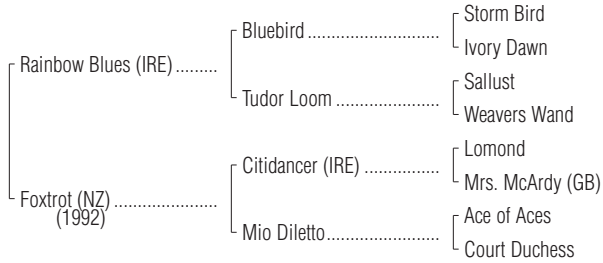 Storm Bird
Bluebird ............................
Ivory Dawn
Rainbow Blues (IRE) .........
Sallust
Tudor Loom ......................
Weavers Wand
Lomond
Citidancer (IRE) ................
Mrs. McArdy (GB)
Foxtrot (NZ) ......................
(1992)
Ace of Aces
Mio Diletto ........................
Court Duchess